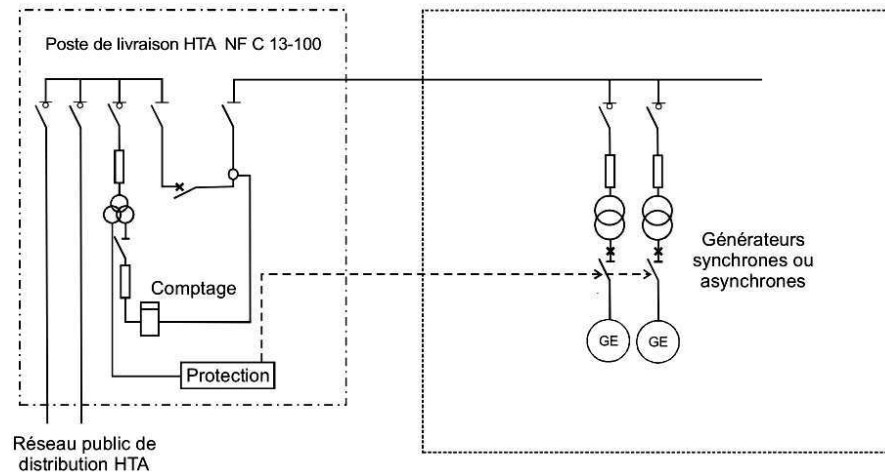 Poste de livraison HTA NF C 13-100
Comptage
Protection
Réseau public de
distribution HTA
Générateurs
synchrones ou
asynchrones
GE
GE